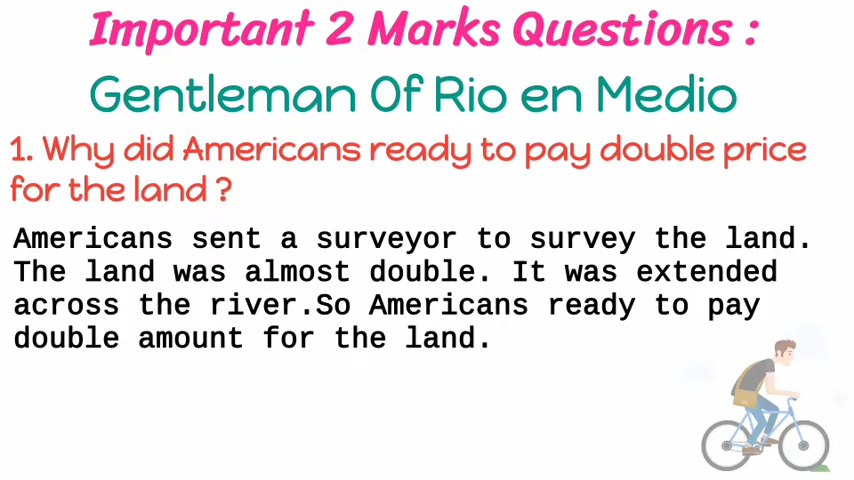 Important 2 Marks Questions :
Gentleman Of Rio en Medio
1. Why did Americans ready to pay double price
for the land ?
Americans sent a surveyor to survey the land.
The land was almost double. It was extended
across the river.So Americans ready to pay
double amount for the land.